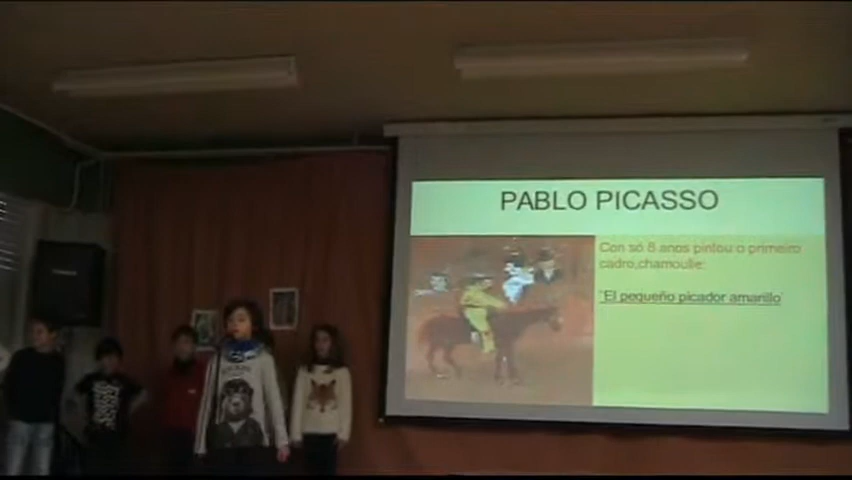 PABLO PICASSO
Con só 8 anos pintou o primeiro
cadro,chamoulle:
¨El pequeño picador amarillo¨